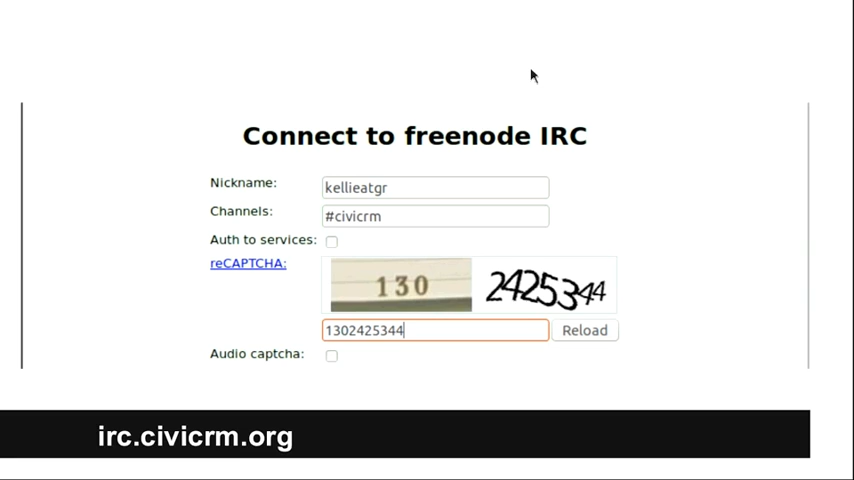 Connect to freenode IRC
Nickname: kellieatgr
Channels: #civicrm
Auth to services:
reCAPTCHA: 130 2425344
1302425344 Reload
Audio captcha:
irc.civicrm.org